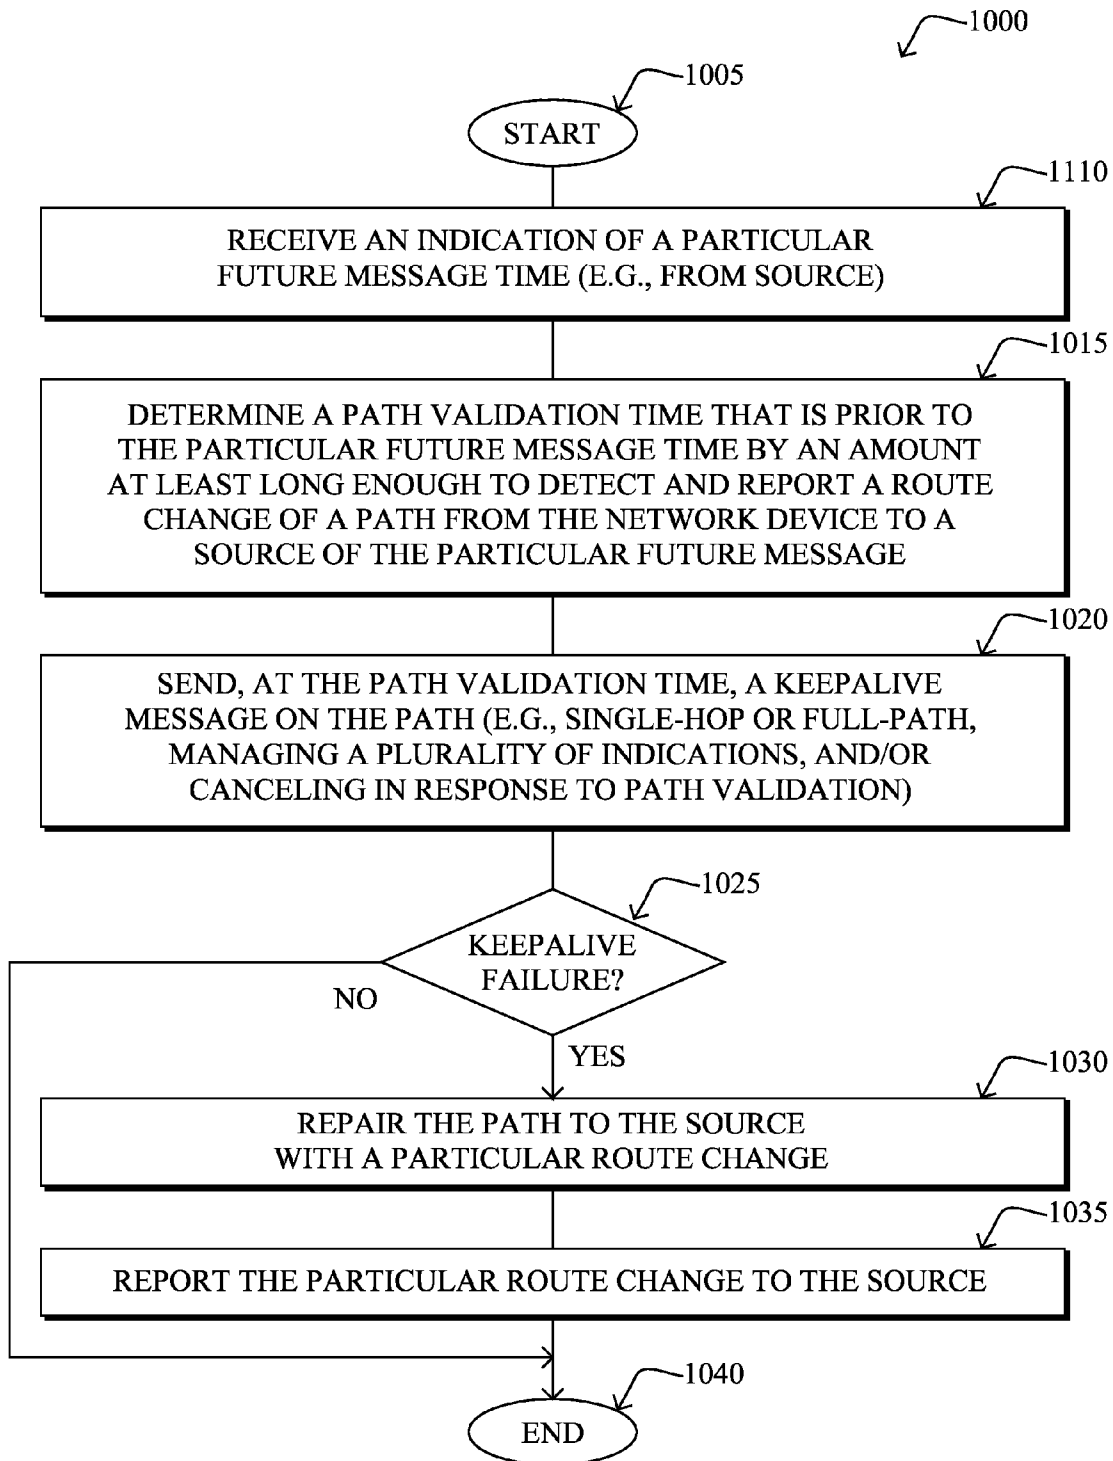 1000
1005
START
1110
RECEIVE AN INDICATION OF A PARTICULAR
FUTURE MESSAGE TIME (E.G., FROM SOURCE)
1015
DETERMINE A PATH VALIDATION TIME THAT IS PRIOR TO
THE PARTICULAR FUTURE MESSAGE TIME BY AN AMOUNT
AT LEAST LONG ENOUGH TO DETECT AND REPORT A ROUTE
CHANGE OF A PATH FROM THE NETWORK DEVICE TO A
SOURCE OF THE PARTICULAR FUTURE MESSAGE
1020
SEND, AT THE PATH VALIDATION TIME, A KEEPALIVE
MESSAGE ON THE PATH (E.G., SINGLE-HOP OR FULL-PATH,
MANAGING A PLURALITY OF INDICATIONS, AND/OR
CANCELING IN RESPONSE TO PATH VALIDATION)
1025
KEEPALIVE
FAILURE?
NO
YES
1030
REPAIR THE PATH TO THE SOURCE
WITH A PARTICULAR ROUTE CHANGE
1035
REPORT THE PARTICULAR ROUTE CHANGE TO THE SOURCE
1040
END